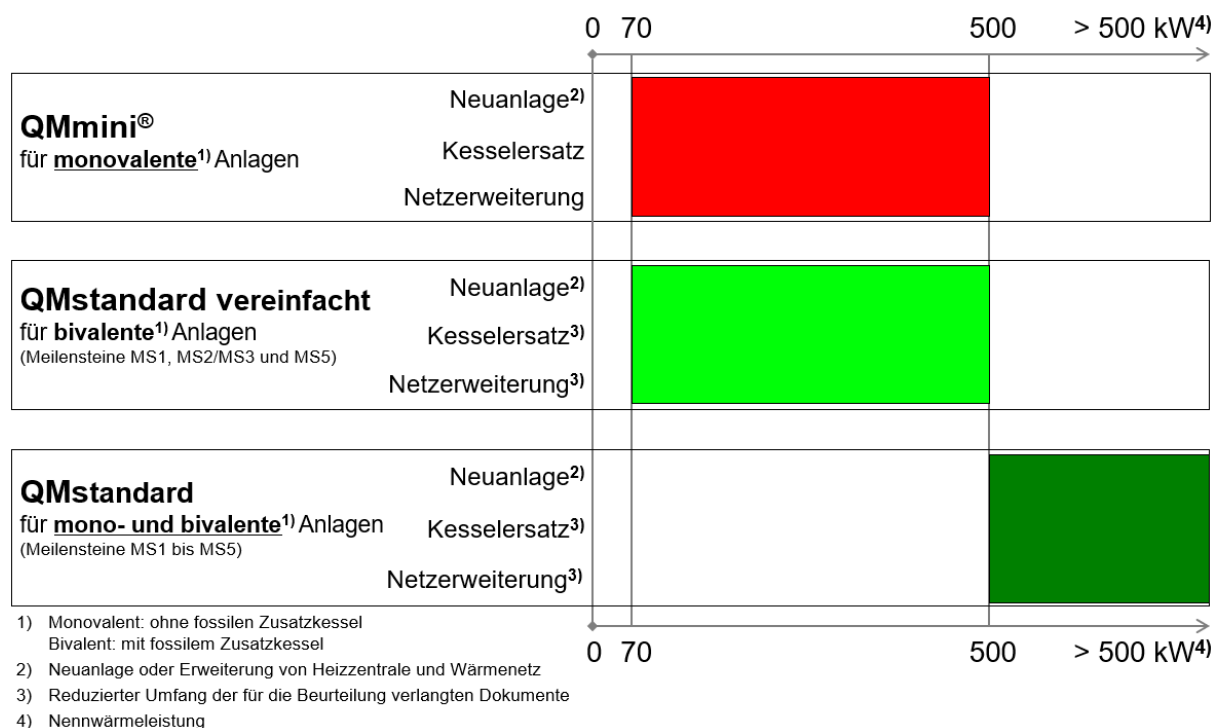 0 70 500 > 500 kW4)
QMmini®
für monovalente1) Anlagen
Neuanlage2)
Kesselersatz
Netzerweiterung
QMstandard vereinfacht
für bivalente1) Anlagen
(Meilensteine MS1, MS2/MS3 und MS5)
Neuanlage2)
Kesselersatz3)
Netzerweiterung3)
QMstandard
für mono- und bivalente1) Anlagen
(Meilensteine MS1 bis MS5)
Neuanlage2)
Kesselersatz3)
Netzerweiterung3)
0 70 500 > 500 kW4)
1) Monovalent: ohne fossilen Zusatzkessel
Bivalent: mit fossilem Zusatzkessel
2) Neuanlage oder Erweiterung von Heizzentrale und Wärmenetz
3) Reduzierter Umfang der für die Beurteilung verlangten Dokumente
4) Nennwärmeleistung